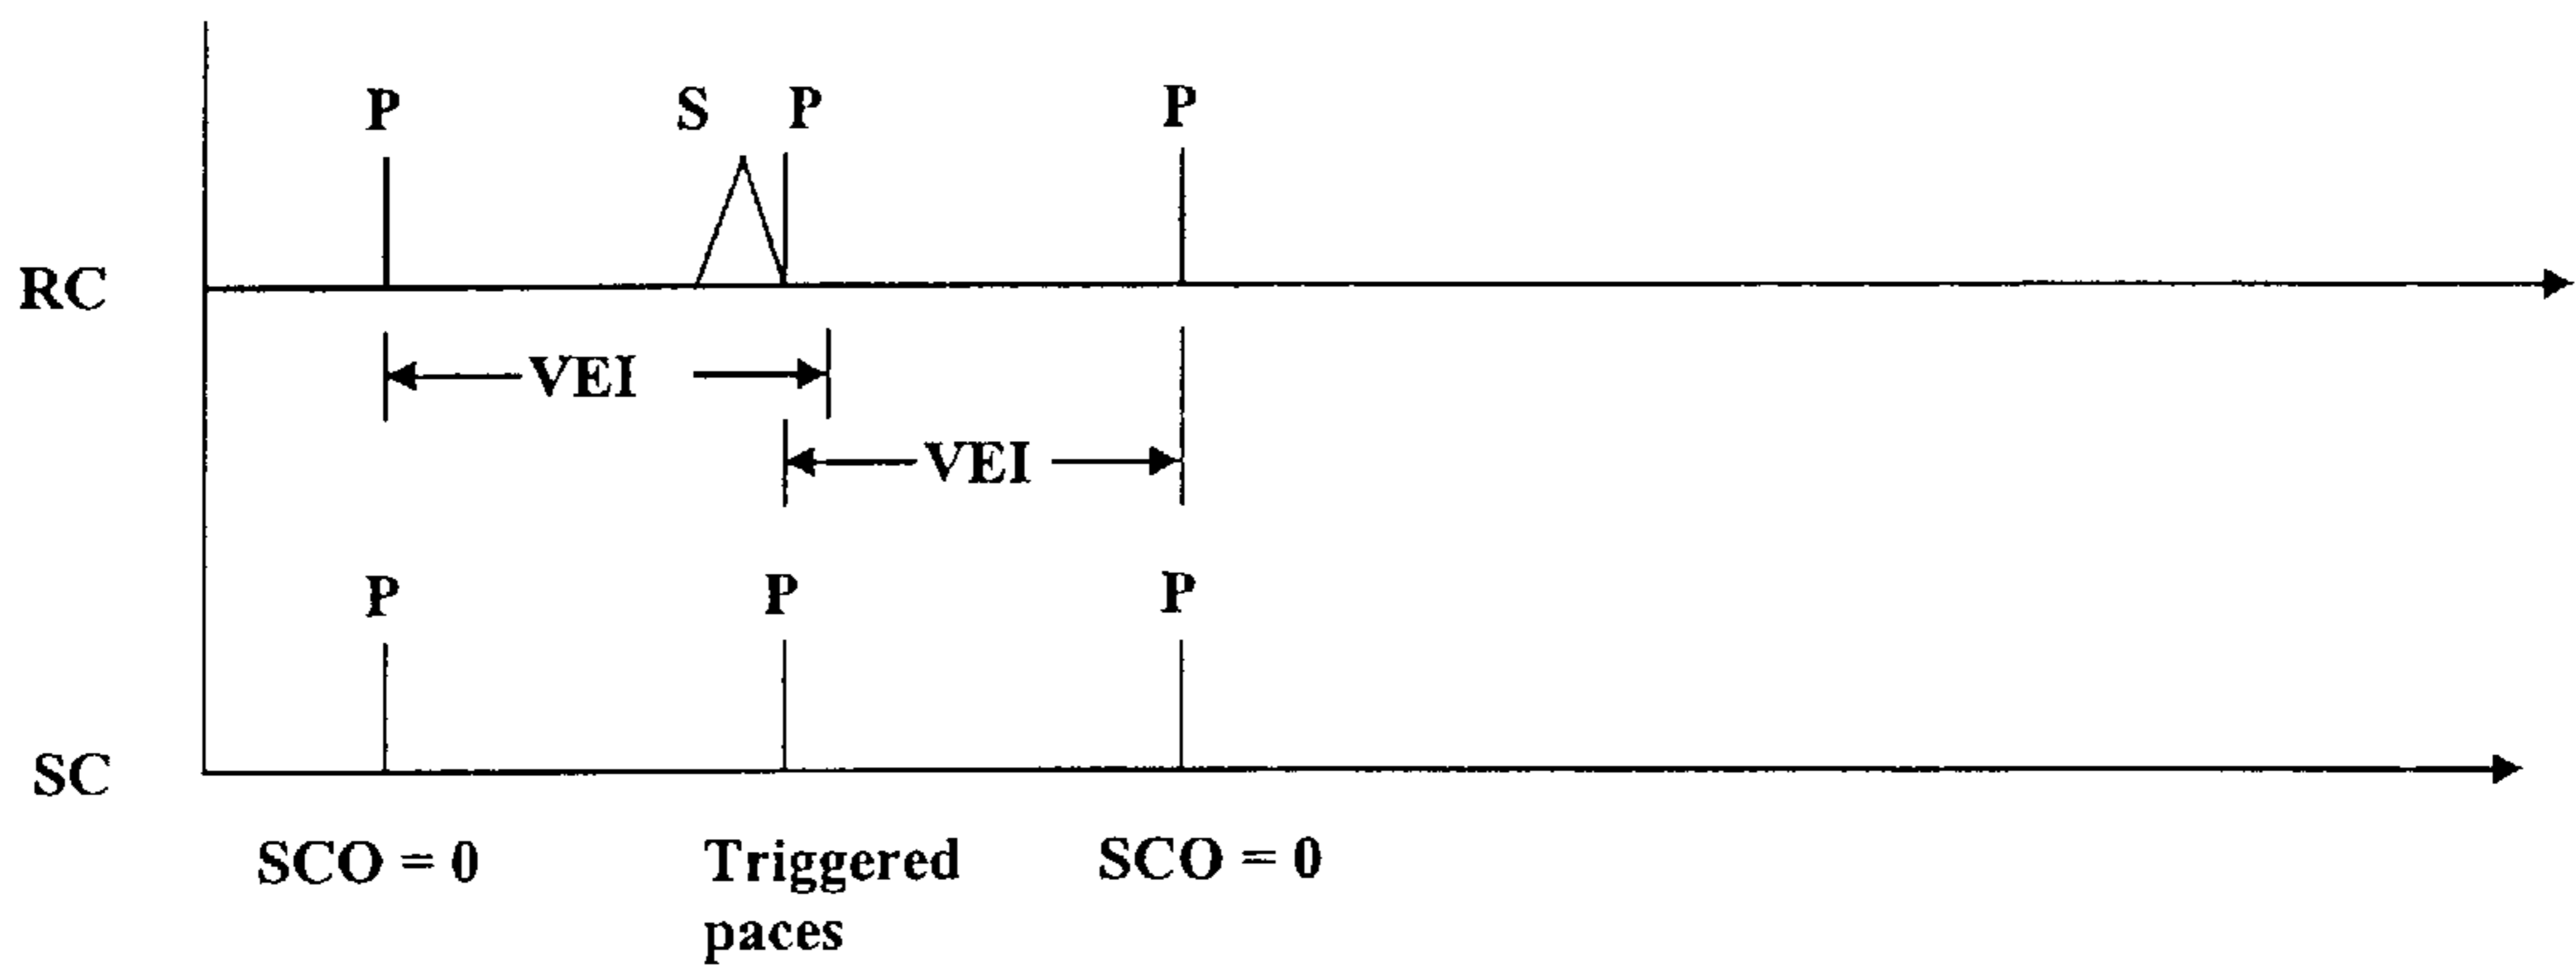 P S P P
RC
VEI
VEI
P P P
SC
SCO = 0 Triggered SCO = 0
paces